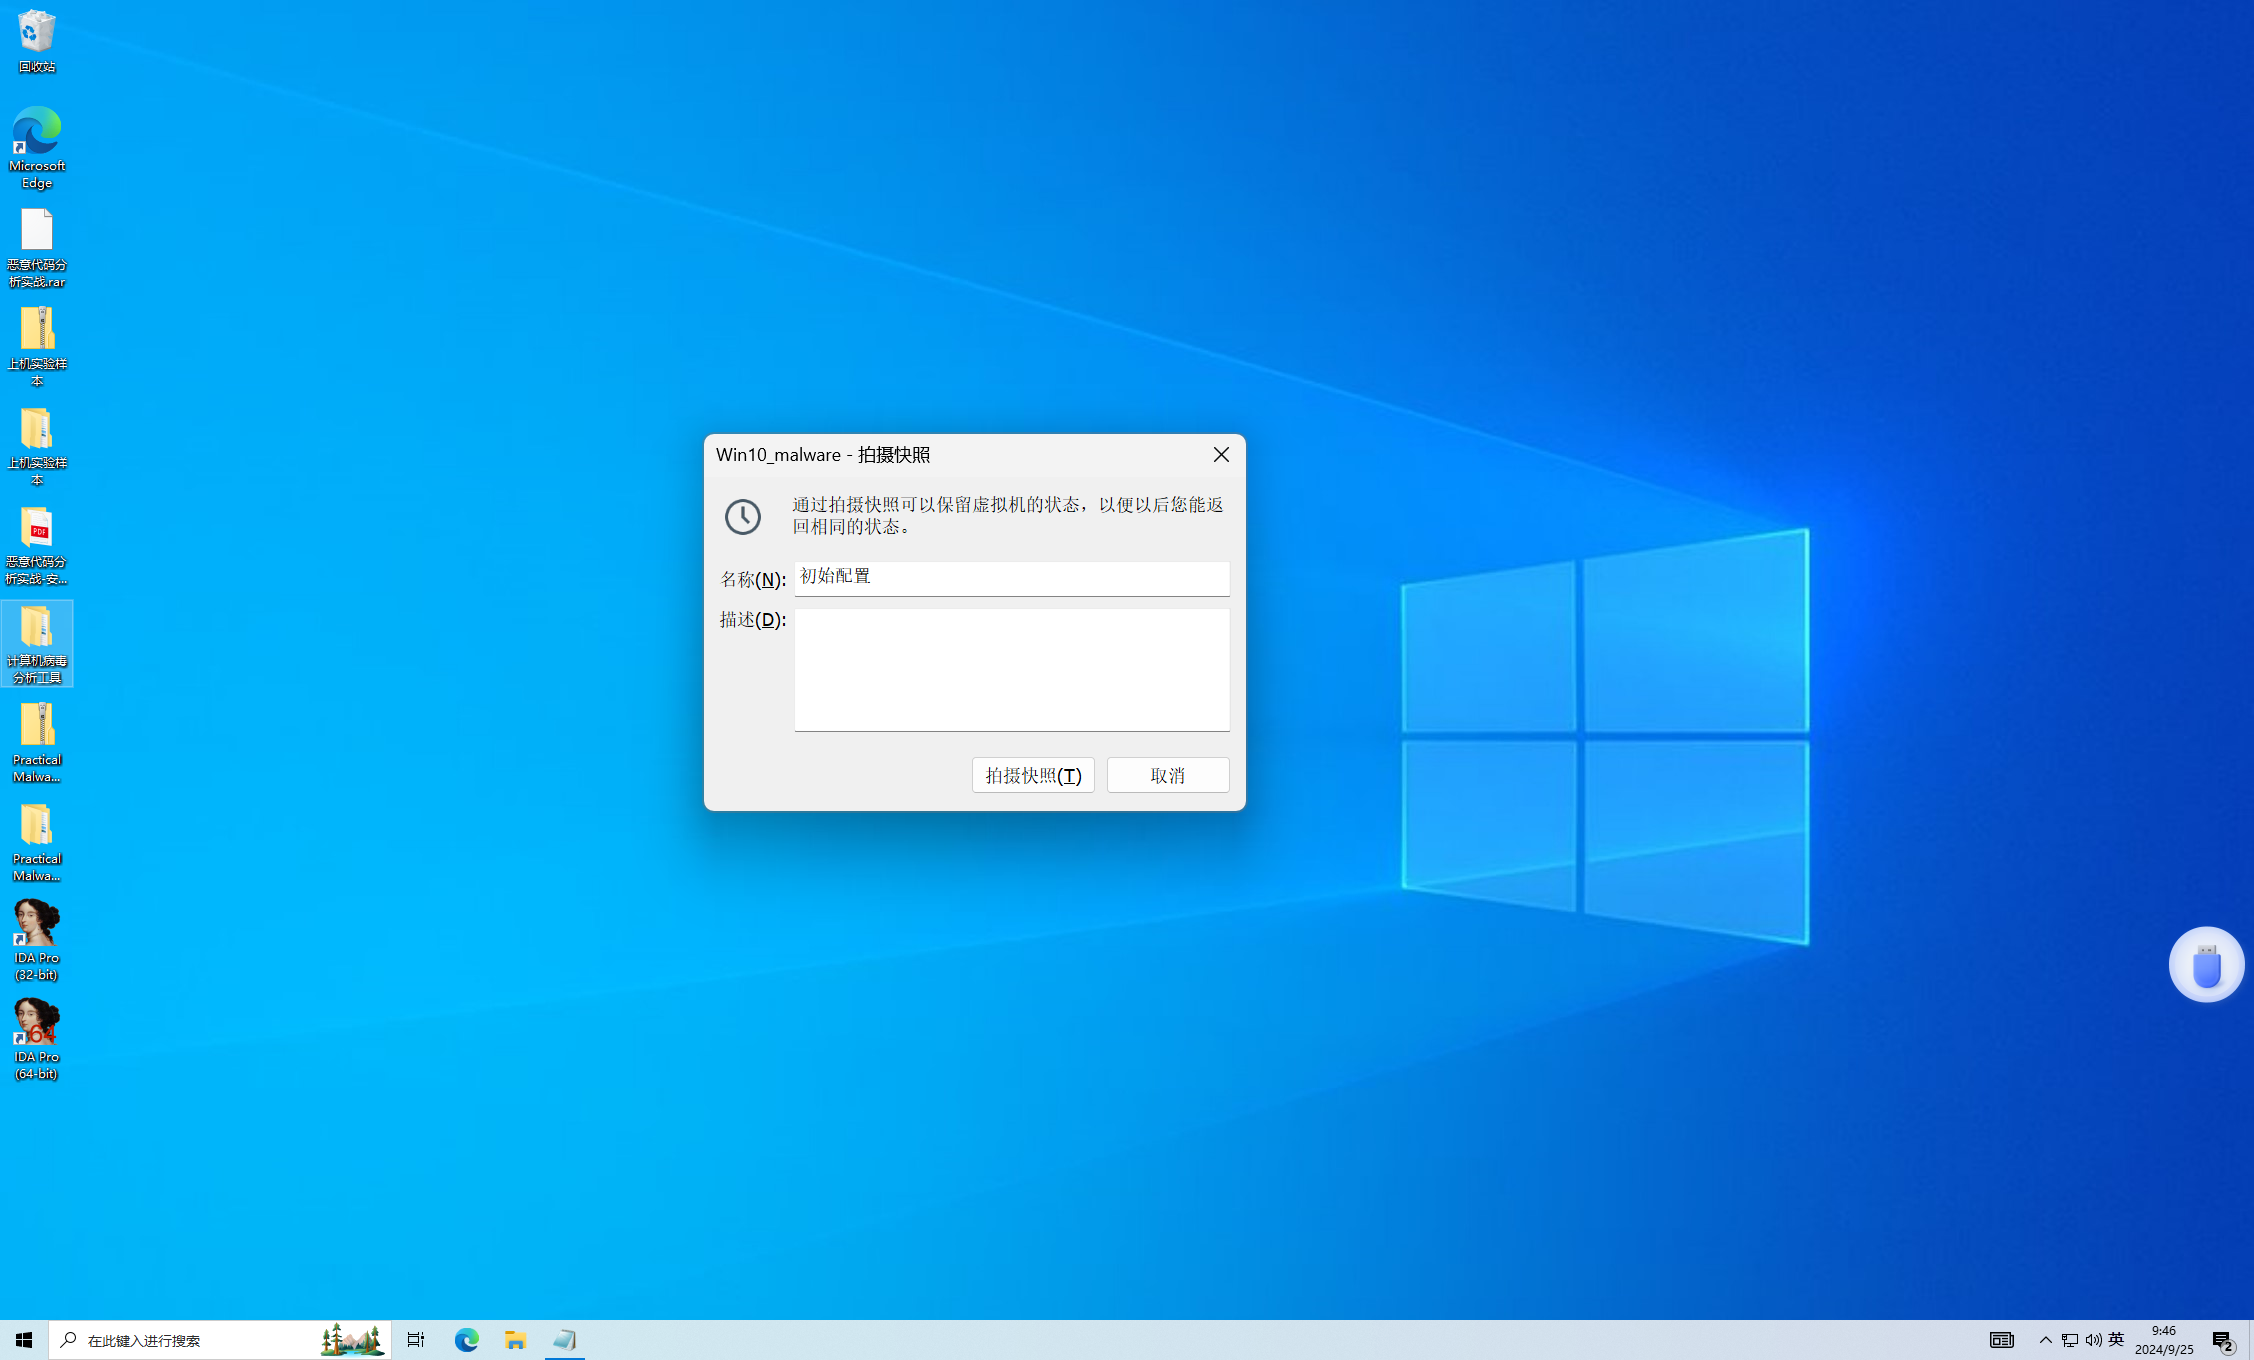 回收站
Microsoft
Edge
恶意代码分
析实战.rar
上机实验样
本
上机实验样
本
PDF
恶意代码分
析实战-安...
计算机病毒
分析工具
Practical
Malwa...
Practical
Malwa...
IDA Pro
(32-bit)
64
IDA Pro
(64-bit)
Win10_malware - 拍摄快照
通过拍摄快照可以保留虚拟机的状态，以便以后您能返
回相同的状态。
名称(N): 初始配置
描述(D):
拍摄快照(T) 取消
在此键入进行搜索
英
9:46
2024/9/25
2